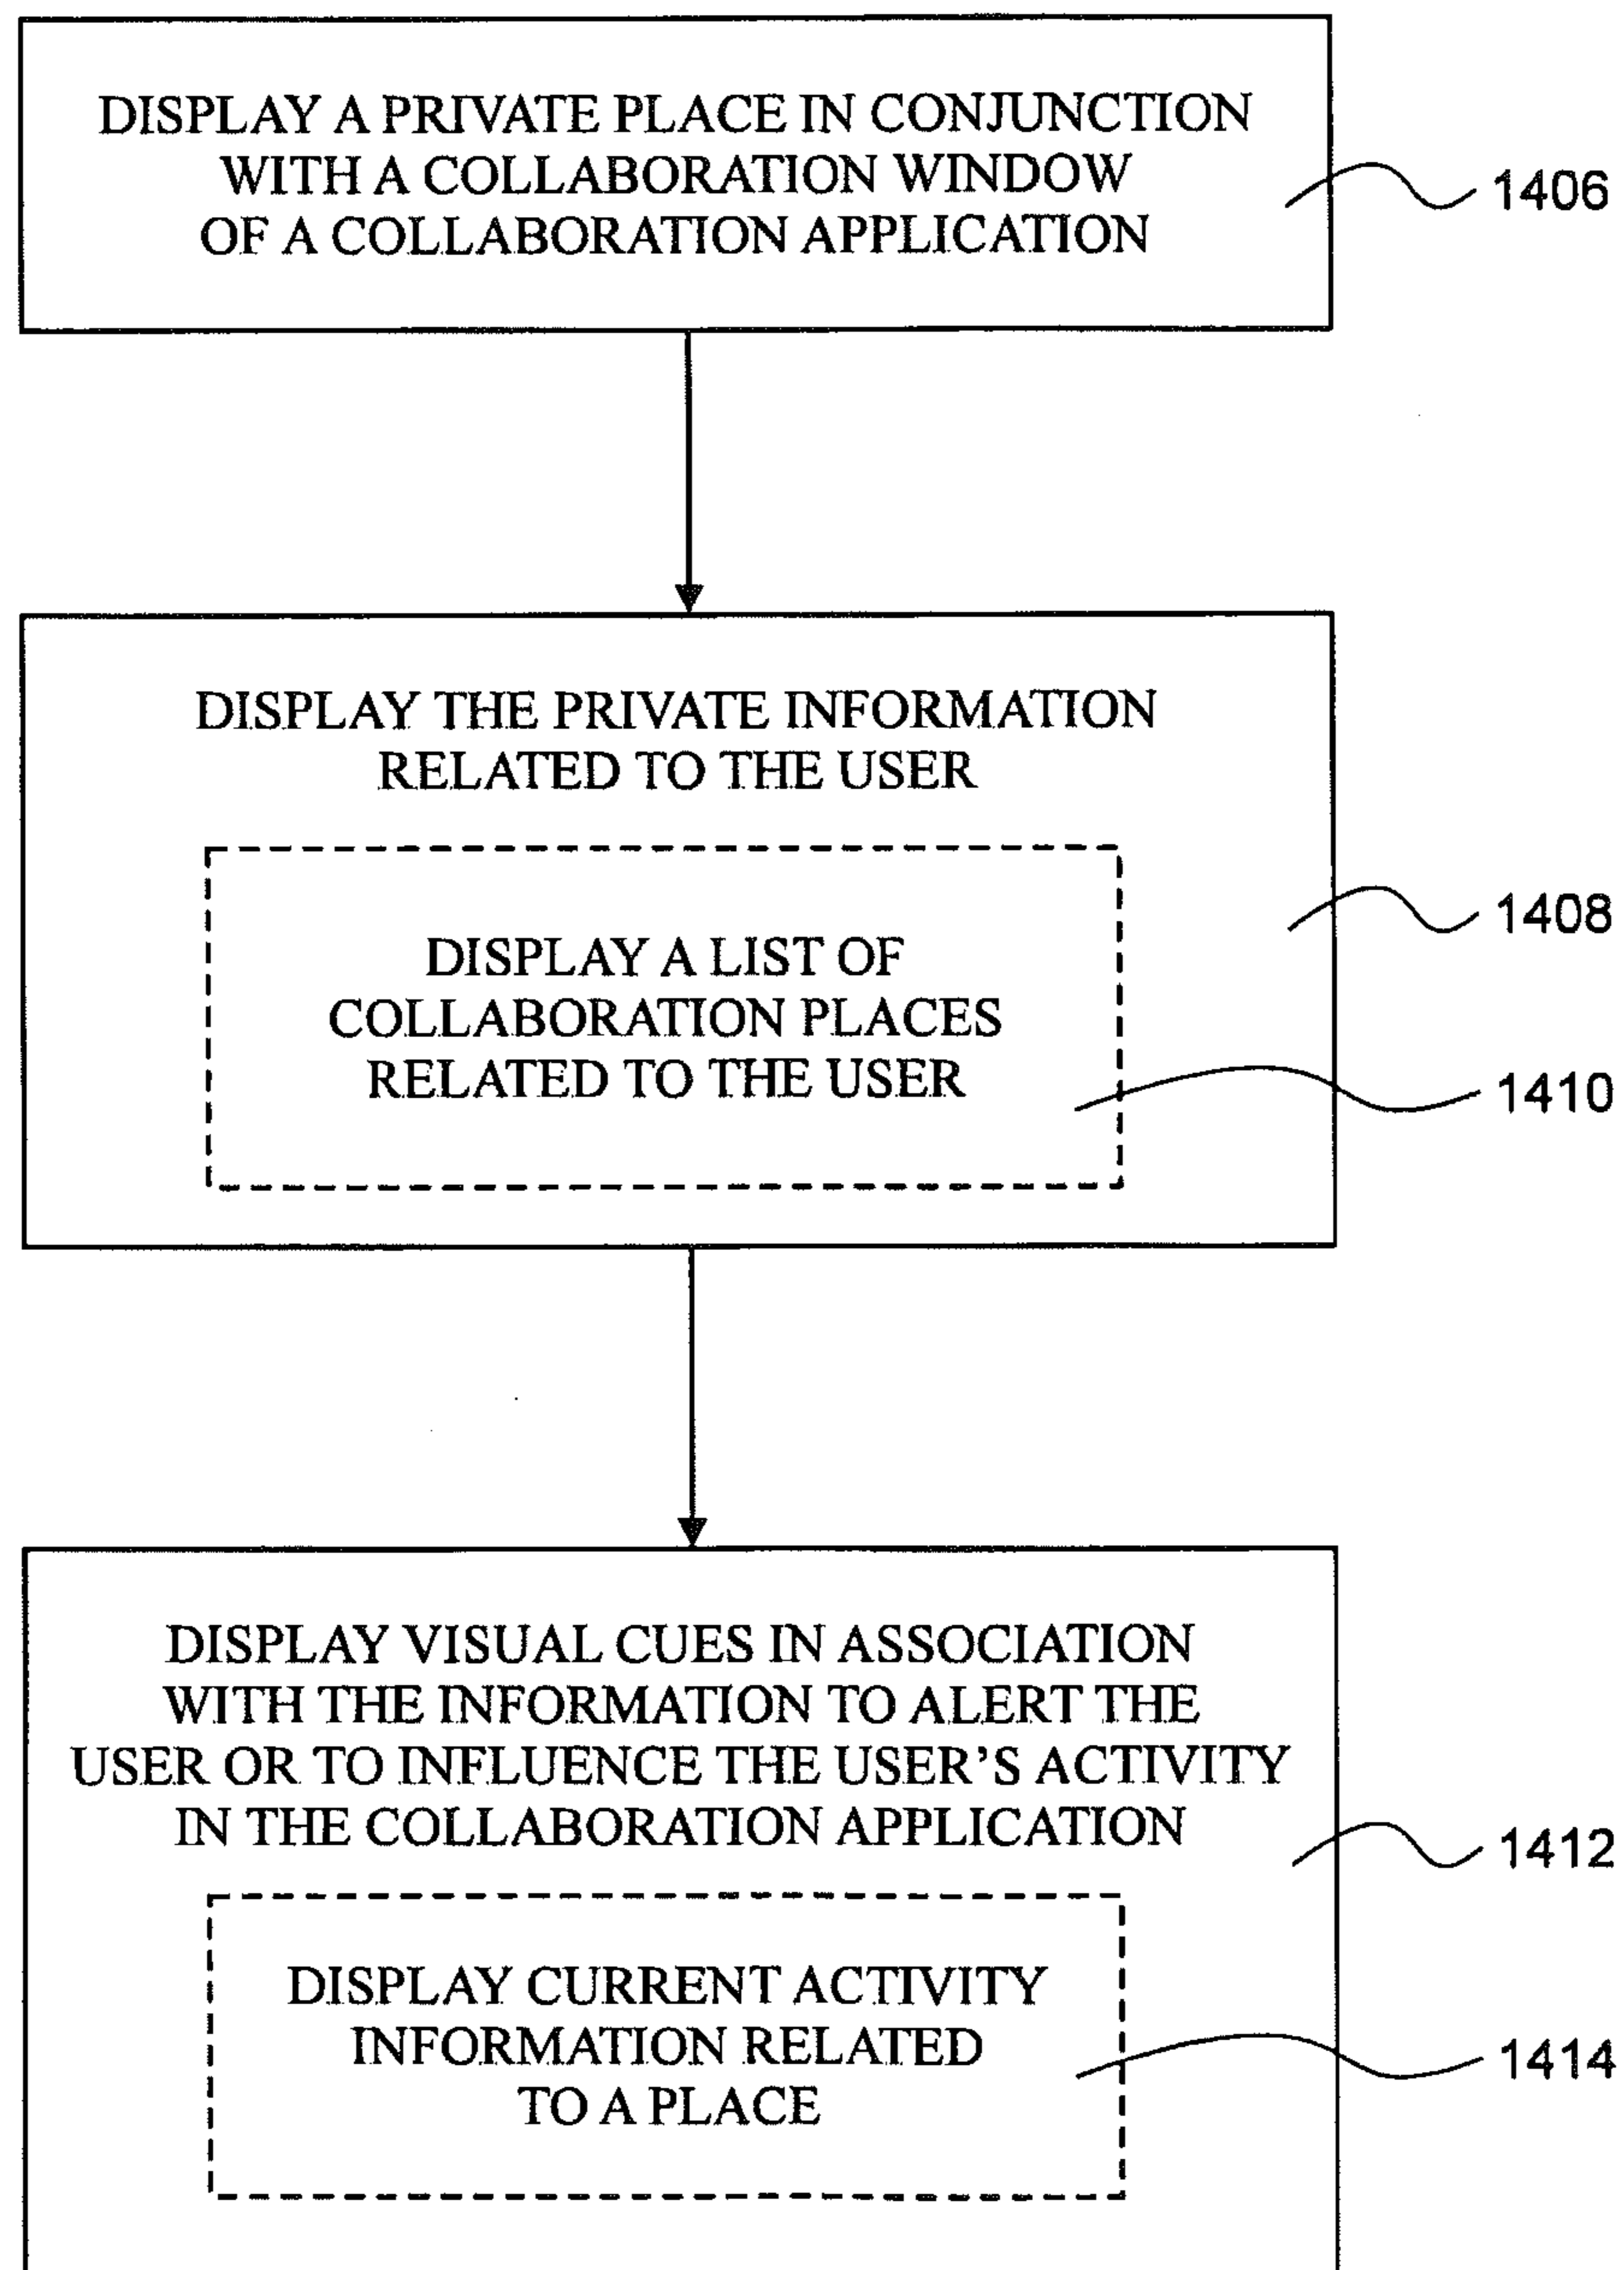 DISPLAY A PRIVATE PLACE IN CONJUNCTION
WITH A COLLABORATION WINDOW
OF A COLLABORATION APPLICATION
1406
DISPLAY THE PRIVATE INFORMATION
RELATED TO THE USER
1408
DISPLAY A LIST OF
COLLABORATION PLACES
RELATED TO THE USER
1410
DISPLAY VISUAL CUES IN ASSOCIATION
WITH THE INFORMATION TO ALERT THE
USER OR TO INFLUENCE THE USER'S ACTIVITY
IN THE COLLABORATION APPLICATION
1412
DISPLAY CURRENT ACTIVITY
INFORMATION RELATED
TO A PLACE
1414